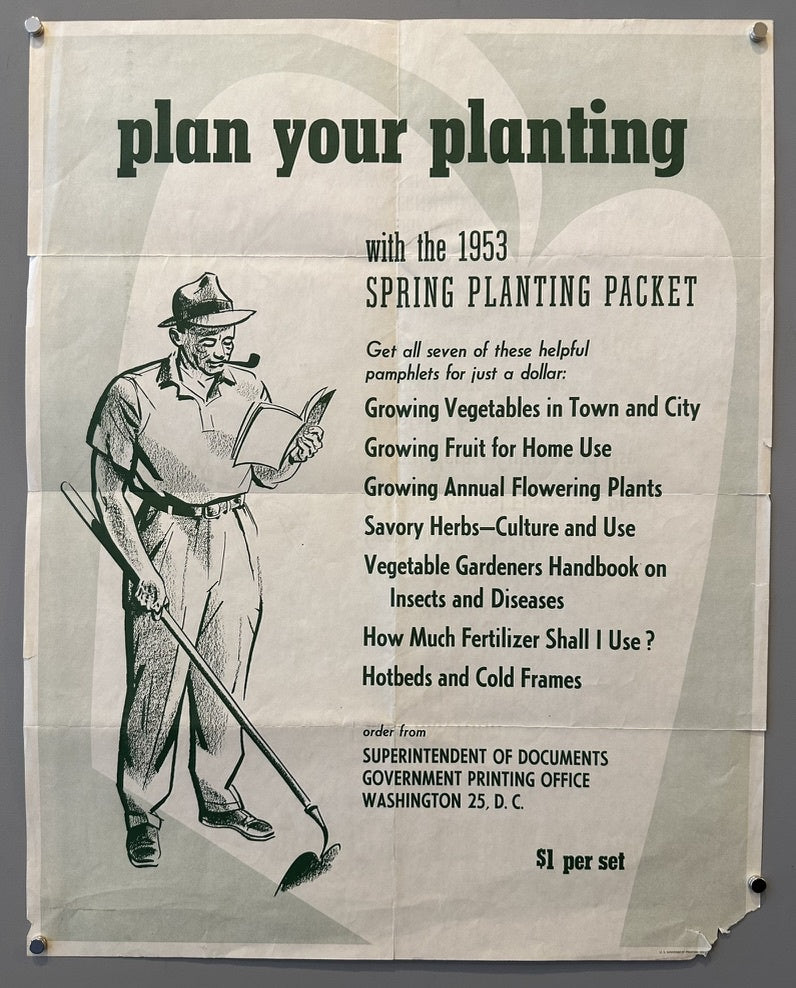 plan your planting
with the 1953
SPRING PLANTING PACKET
Get all seven of these helpful
pamphlets for just a dollar:
Growing Vegetables in Town and City
Growing Fruit for Home Use
Growing Annual Flowering Plants
Savory Herbs—Culture and Use
Vegetable Gardeners Handbook on
Insects and Diseases
How Much Fertilizer Shall I Use?
Hotbeds and Cold Frames
order from
SUPERINTENDENT OF DOCUMENTS
GOVERNMENT PRINTING OFFICE
WASHINGTON 25, D. C.
$1 per set